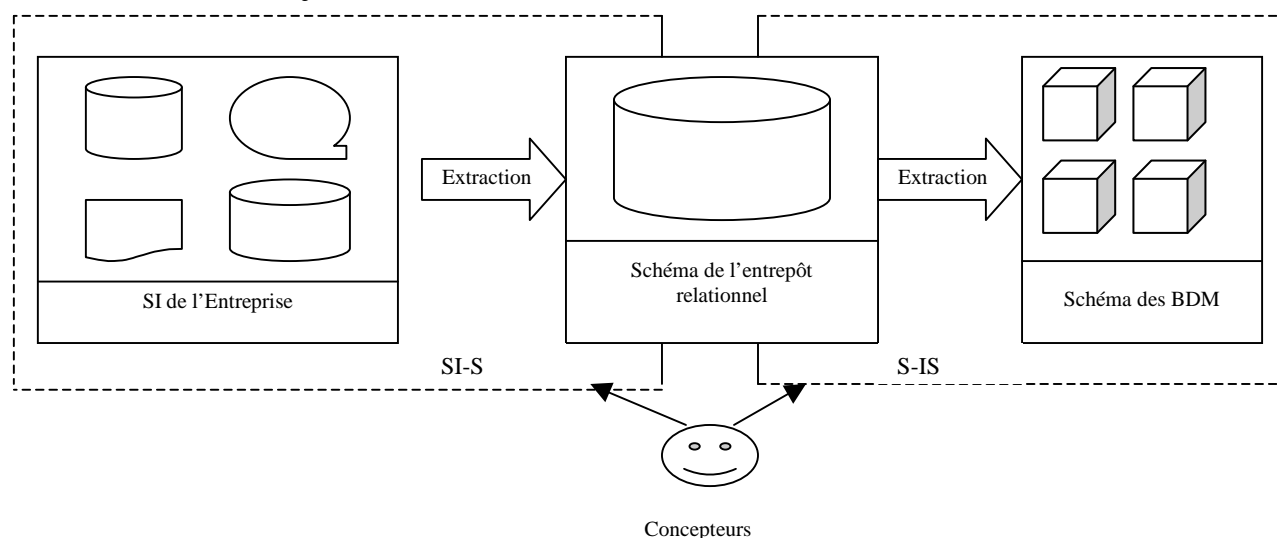 Extraction
Extraction
SI de l’Entreprise
Schéma de l’entrepôt
relationnel
Schéma des BDM
SI-S
S-IS
Concepteurs